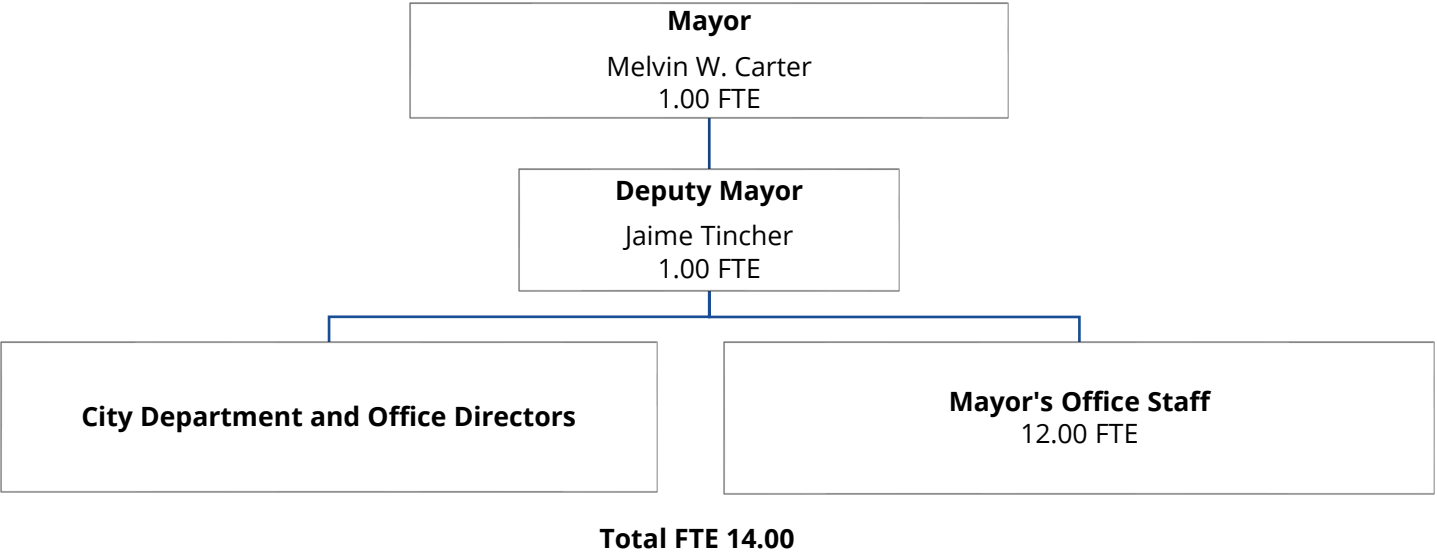 Mayor
Melvin W. Carter
1.00 FTE
Deputy Mayor
Jaime Tincher
1.00 FTE
City Department and Office Directors
Mayor's Office Staff
12.00 FTE
Total FTE 14.00